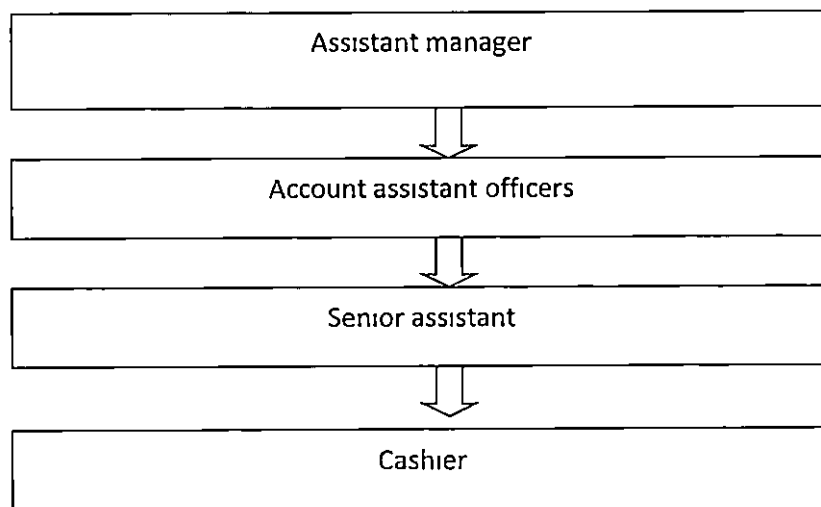 Assistant manager
Account assistant officers
Senior assistant
Cashier